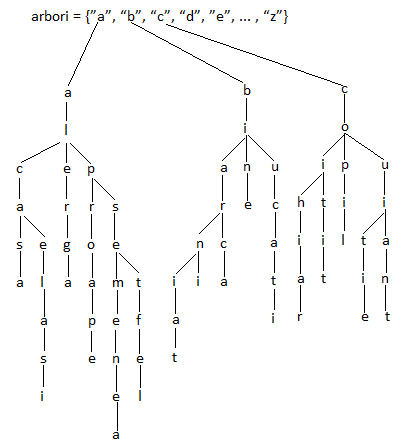 arbori = {”a”, “b”, “c”, “d”, ”e”, ... , “z”}
a b c
l i o
c e p a n u i p u
a r r s r e c h t i i
s e g o e n c a i i l t a
a l a a m t i i a t a t i n
a p e f a i r e t
s e n e t
i e l
a